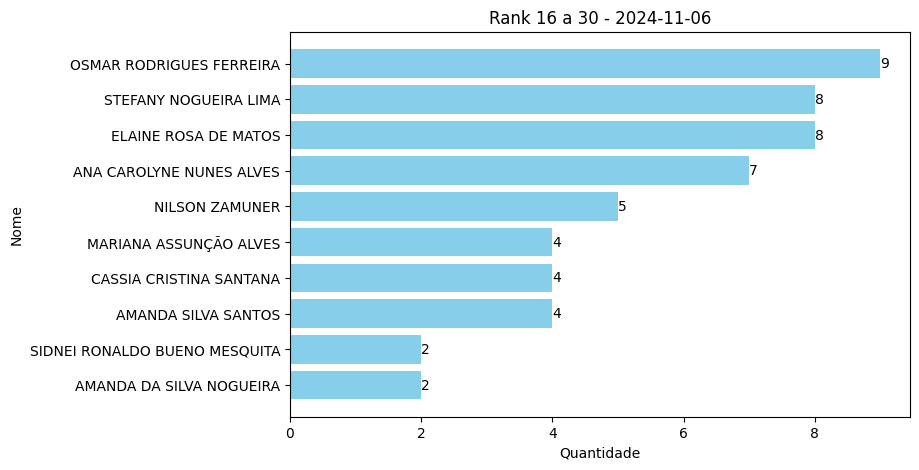 Rank 16 a 30 - 2024-11-06
OSMAR RODRIGUES FERREIRA 9
STEFANY NOGUEIRA LIMA 8
ELAINE ROSA DE MATOS 8
ANA CAROLYNE NUNES ALVES 7
NILSON ZAMUNER 5
MARIANA ASSUNÇÃO ALVES 4
CASSIA CRISTINA SANTANA 4
AMANDA SILVA SANTOS 4
SIDNEI RONALDO BUENO MESQUITA 2
AMANDA DA SILVA NOGUEIRA 2
Nome
0 2 4 6 8
Quantidade